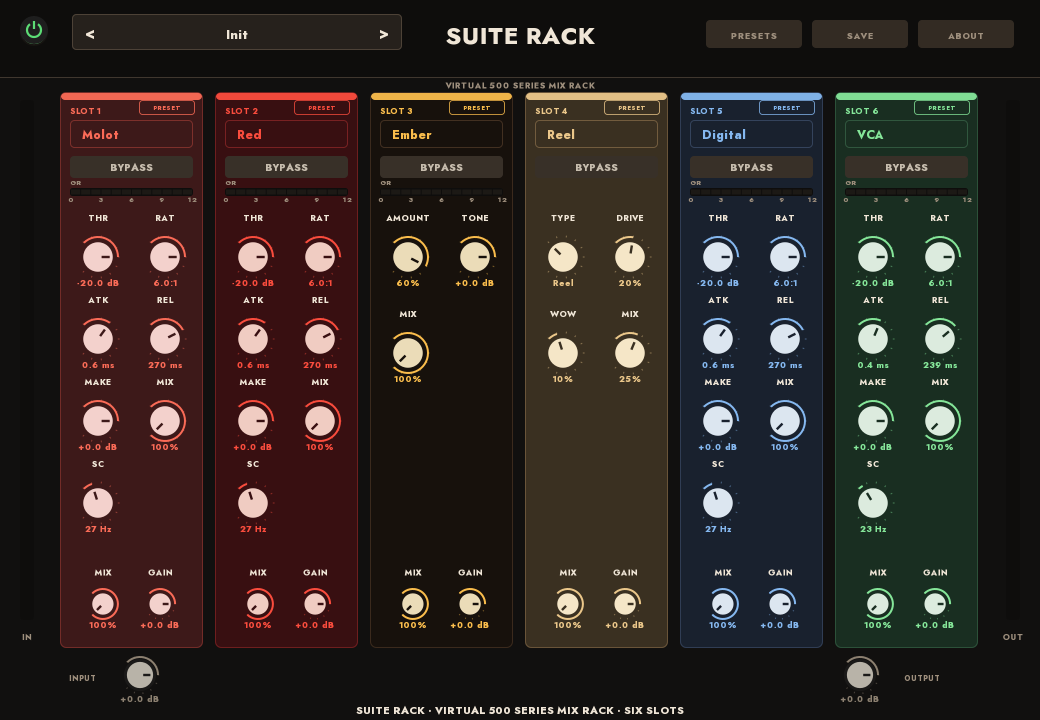 < Init >
SUITE RACK
PRESETS SAVE ABOUT
VIRTUAL 500 SERIES MIX RACK
SLOT 1 PRESET
Molot
BYPASS
GR
0 3 6 9 12
THR RAT
-20.0 dB 6.0:1
ATK REL
0.6 ms 270 ms
MAKE MIX
+0.0 dB 100%
SC
27 Hz
MIX GAIN
100% +0.0 dB
SLOT 2 PRESET
Red
BYPASS
GR
0 3 6 9 12
THR RAT
-20.0 dB 6.0:1
ATK REL
0.6 ms 270 ms
MAKE MIX
+0.0 dB 100%
SC
27 Hz
MIX GAIN
100% +0.0 dB
SLOT 3 PRESET
Ember
BYPASS
GR
0 3 6 9 12
AMOUNT TONE
60% +0.0 dB
MIX
100%
MIX GAIN
100% +0.0 dB
SLOT 4 PRESET
Reel
BYPASS
TYPE DRIVE
Reel 20%
WOW MIX
10% 25%
MIX GAIN
100% +0.0 dB
SLOT 5 PRESET
Digital
BYPASS
GR
0 3 6 9 12
THR RAT
-20.0 dB 6.0:1
ATK REL
0.6 ms 270 ms
MAKE MIX
+0.0 dB 100%
SC
27 Hz
MIX GAIN
100% +0.0 dB
SLOT 6 PRESET
VCA
BYPASS
GR
0 3 6 9 12
THR RAT
-20.0 dB 6.0:1
ATK REL
0.4 ms 239 ms
MAKE MIX
+0.0 dB 100%
SC
23 Hz
MIX GAIN
100% +0.0 dB
IN
OUT
INPUT
+0.0 dB
OUTPUT
+0.0 dB
SUITE RACK · VIRTUAL 500 SERIES MIX RACK · SIX SLOTS